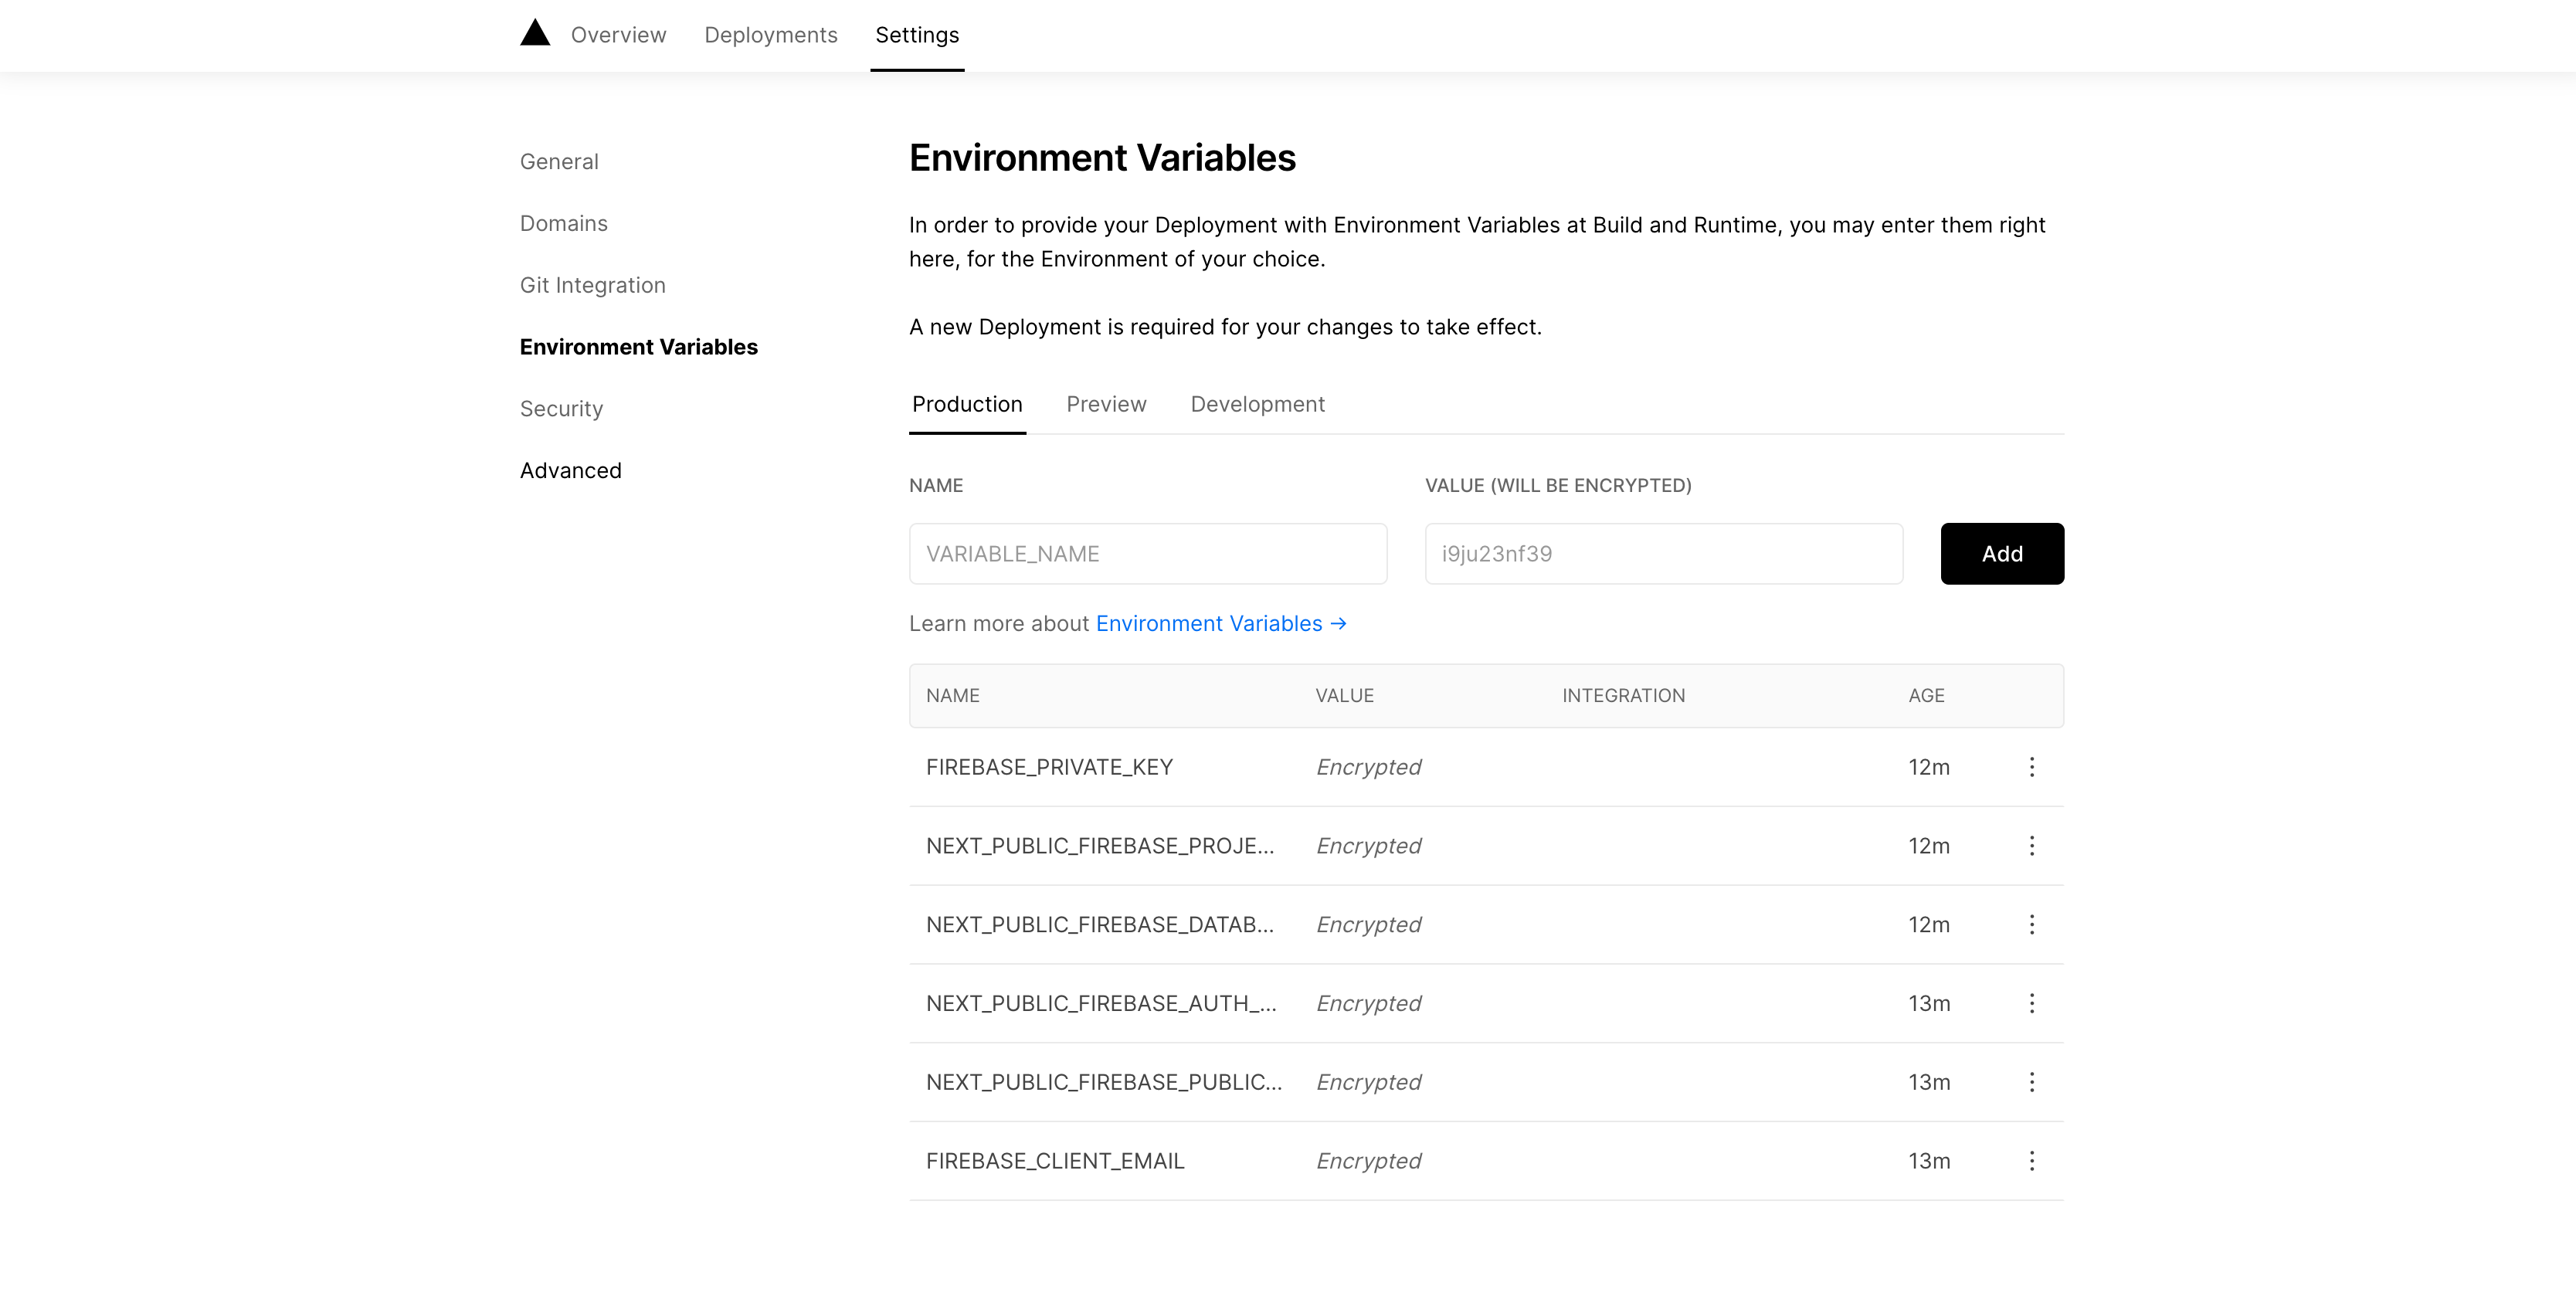 Overview Deployments Settings
General
Domains
Git Integration
Environment Variables
Security
Advanced
Environment Variables
In order to provide your Deployment with Environment Variables at Build and Runtime, you may enter them right
here, for the Environment of your choice.
A new Deployment is required for your changes to take effect.
Production Preview Development
NAME VALUE (WILL BE ENCRYPTED)
VARIABLE_NAME i9ju23nf39 Add
Learn more about Environment Variables →
NAME VALUE INTEGRATION AGE
FIREBASE_PRIVATE_KEY Encrypted 12m
NEXT_PUBLIC_FIREBASE_PROJE... Encrypted 12m
NEXT_PUBLIC_FIREBASE_DATAB... Encrypted 12m
NEXT_PUBLIC_FIREBASE_AUTH_... Encrypted 13m
NEXT_PUBLIC_FIREBASE_PUBLIC... Encrypted 13m
FIREBASE_CLIENT_EMAIL Encrypted 13m